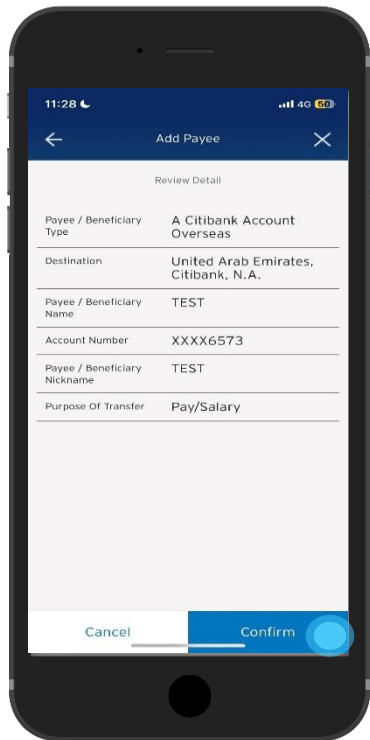 11:28
4G 50
Add Payee
Review Detail
Payee / Beneficiary
Type
A Citibank Account
Overseas
Destination
United Arab Emirates,
Citibank, N.A.
Payee / Beneficiary
Name
TEST
Account Number
XXXX6573
Payee / Beneficiary
Nickname
TEST
Purpose Of Transfer
Pay/Salary
Cancel
Confirm